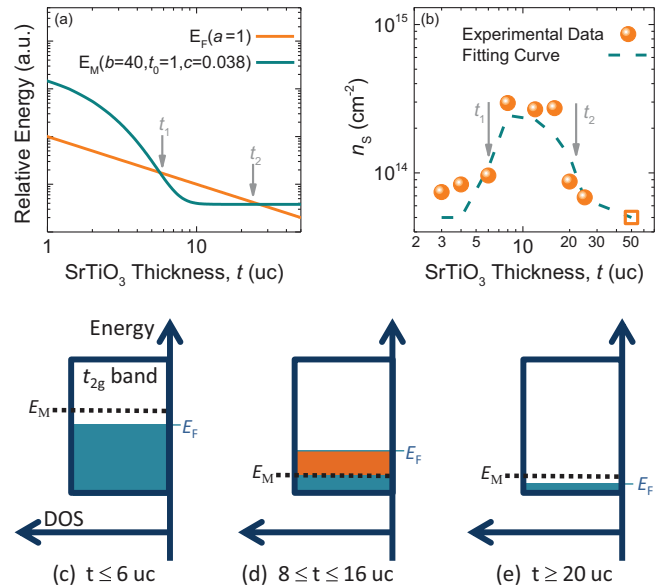 (a)
E_F(a=1)
E_M(b=40,t_0=1,c=0.038)
t_1
t_2
Relative Energy (a.u.)
1
10
SrTiO_3 Thickness, t (uc)
(b)
10^15
Experimental Data
Fitting Curve
t_1
t_2
n_S (cm^-2)
10^14
2
3
5
10
20
30
50
SrTiO_3 Thickness, t (uc)
Energy
t_2g band
E_M
E_F
DOS
(c) t ≤ 6 uc
E_M
E_F
(d) 8 ≤ t ≤ 16 uc
E_M
E_F
(e) t ≥ 20 uc